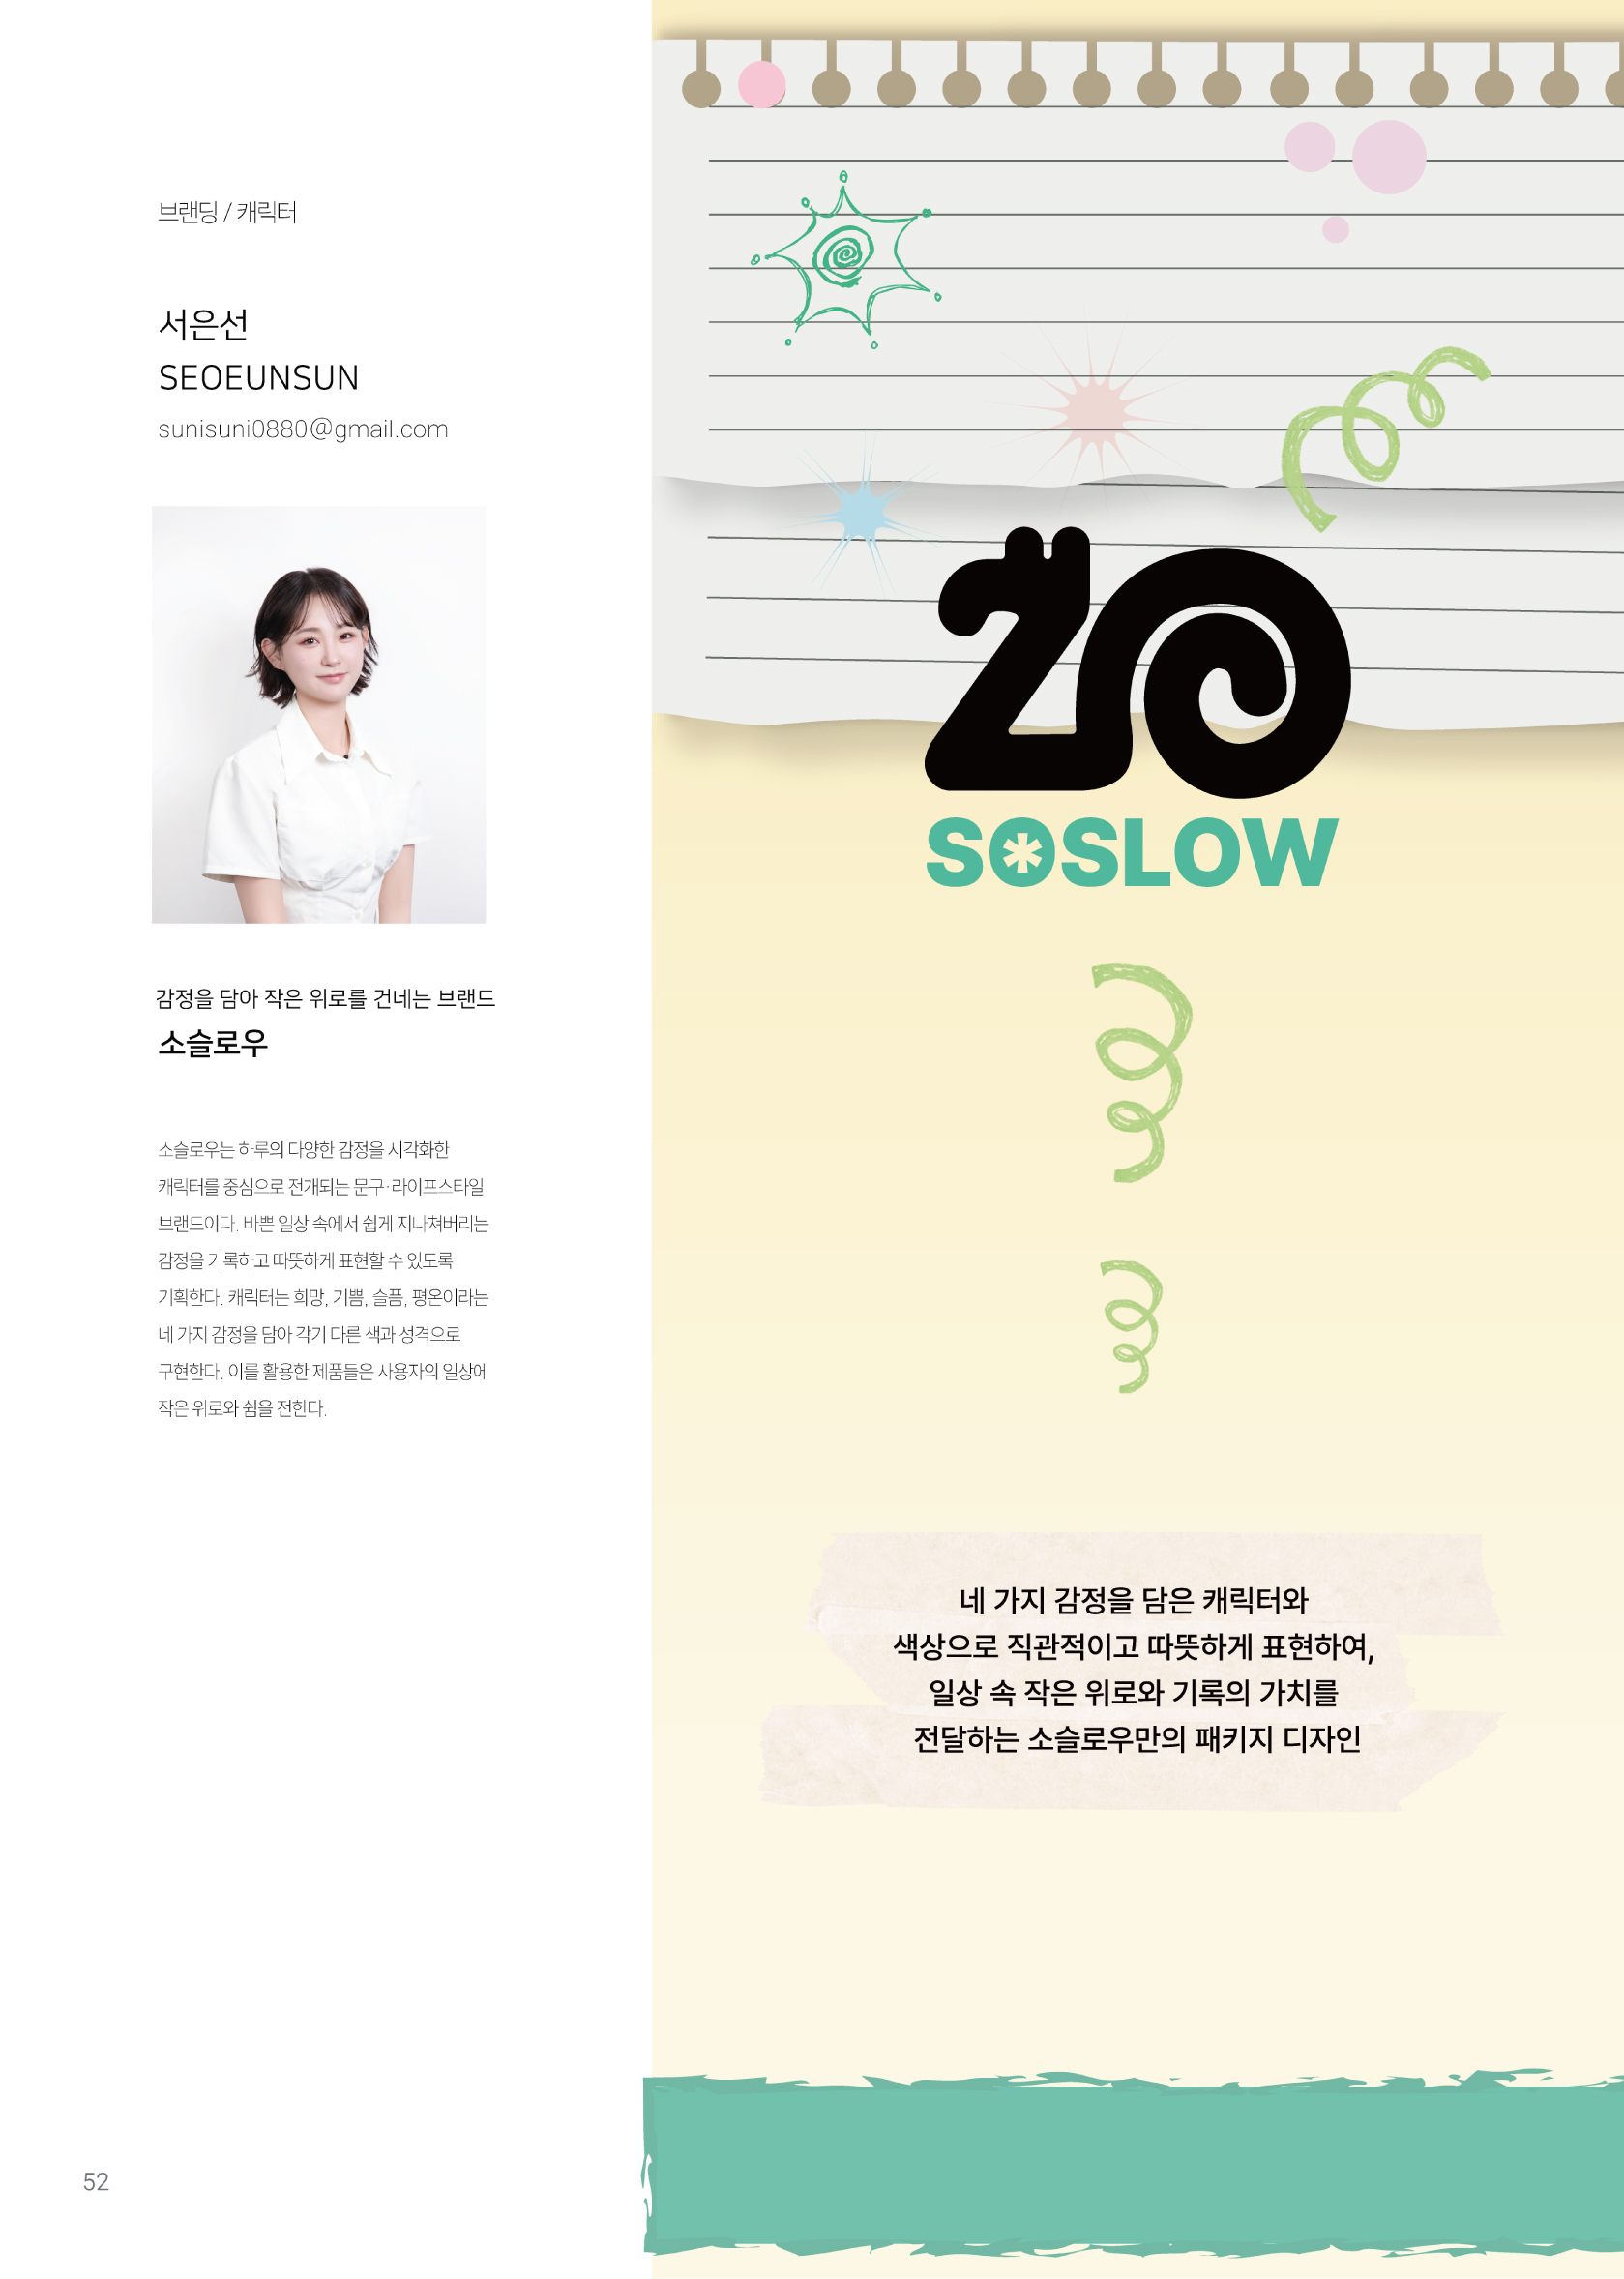 브랜딩 / 캐릭터
서은선
SEOEUNSUN
sunisuni0880@gmail.com
감정을 담아 작은 위로를 건네는 브랜드
소슬로우
소슬로우는 하루의 다양한 감정을 시각화한
캐릭터를 중심으로 전개되는 문구·라이프스타일
브랜드이다. 바쁜 일상 속에서 쉽게 지나쳐버리는
감정을 기록하고 따뜻하게 표현할 수 있도록
기획한다. 캐릭터는 희망, 기쁨, 슬픔, 평온이라는
네 가지 감정을 담아 각기 다른 색과 성격으로
구현한다. 이를 활용한 제품들은 사용자의 일상에
작은 위로와 쉼을 전한다.
52
SOSLOW
네 가지 감정을 담은 캐릭터와
색상으로 직관적이고 따뜻하게 표현하여,
일상 속 작은 위로와 기록의 가치를
전달하는 소슬로우만의 패키지 디자인